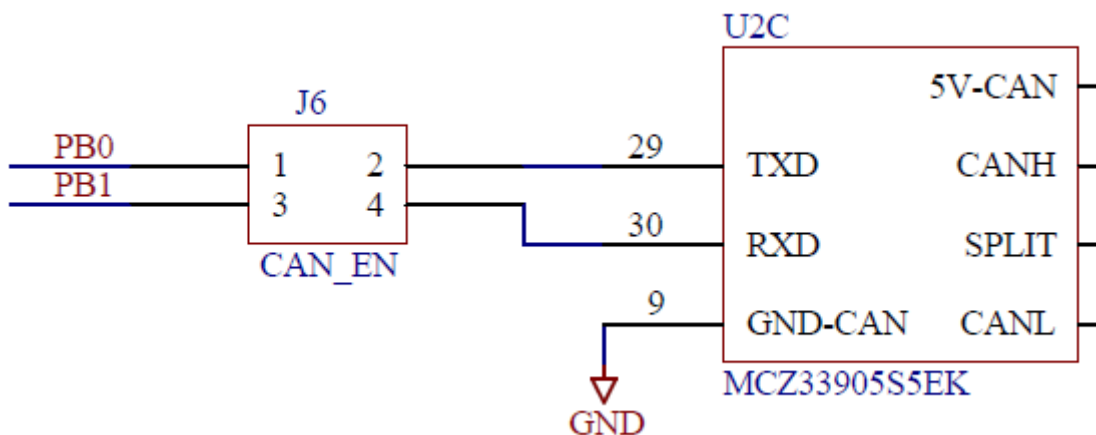 U2C
J6
5V-CAN
PB0 1 2 29 TXD CANH
PB1 3 4
30 RXD SPLIT
CAN_EN
9 GND-CAN CANL
MCZ33905S5EK
GND